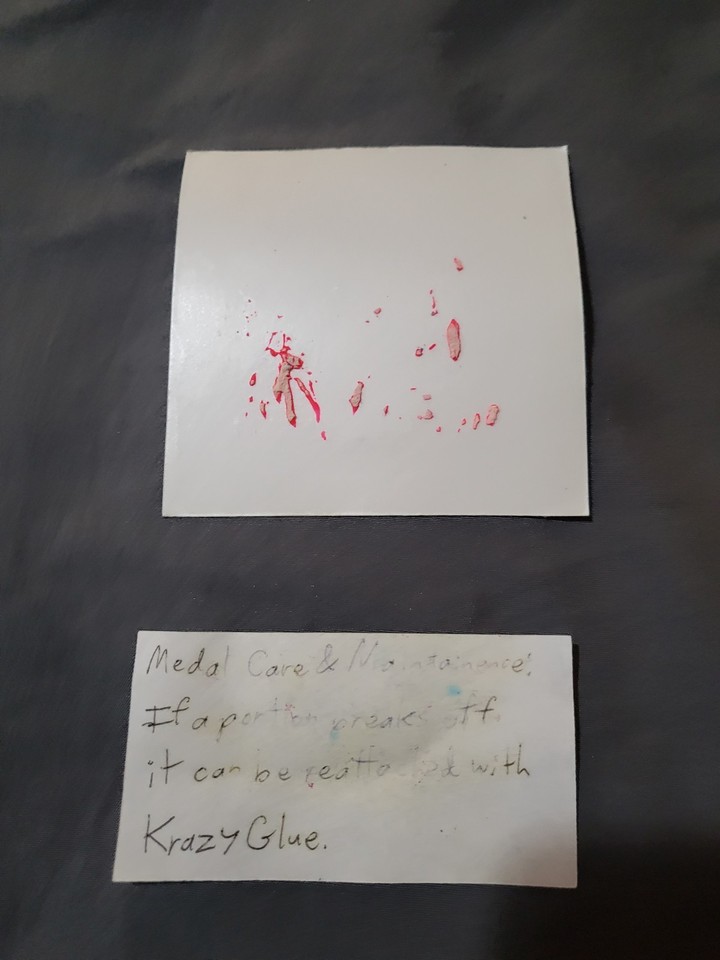 Medal Care & Maintainence:
If a portion breaks off,
it can be reattached with
Krazy Glue.